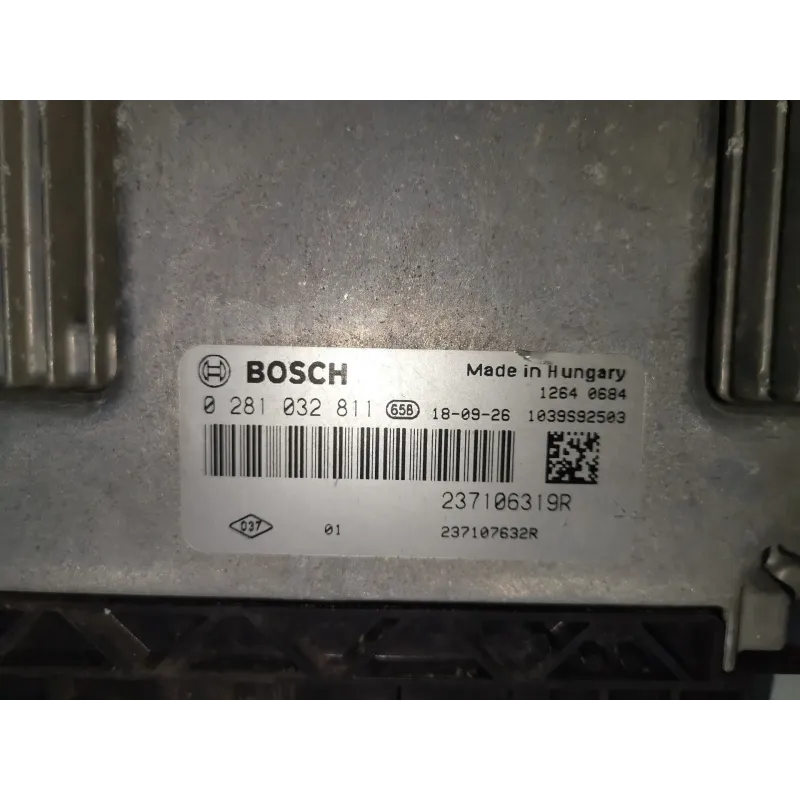 BOSCH
Made in Hungary
1264 0684
0 281 032 811 658 18-09-26 1039S92503
237106319R
037 01 237107632R